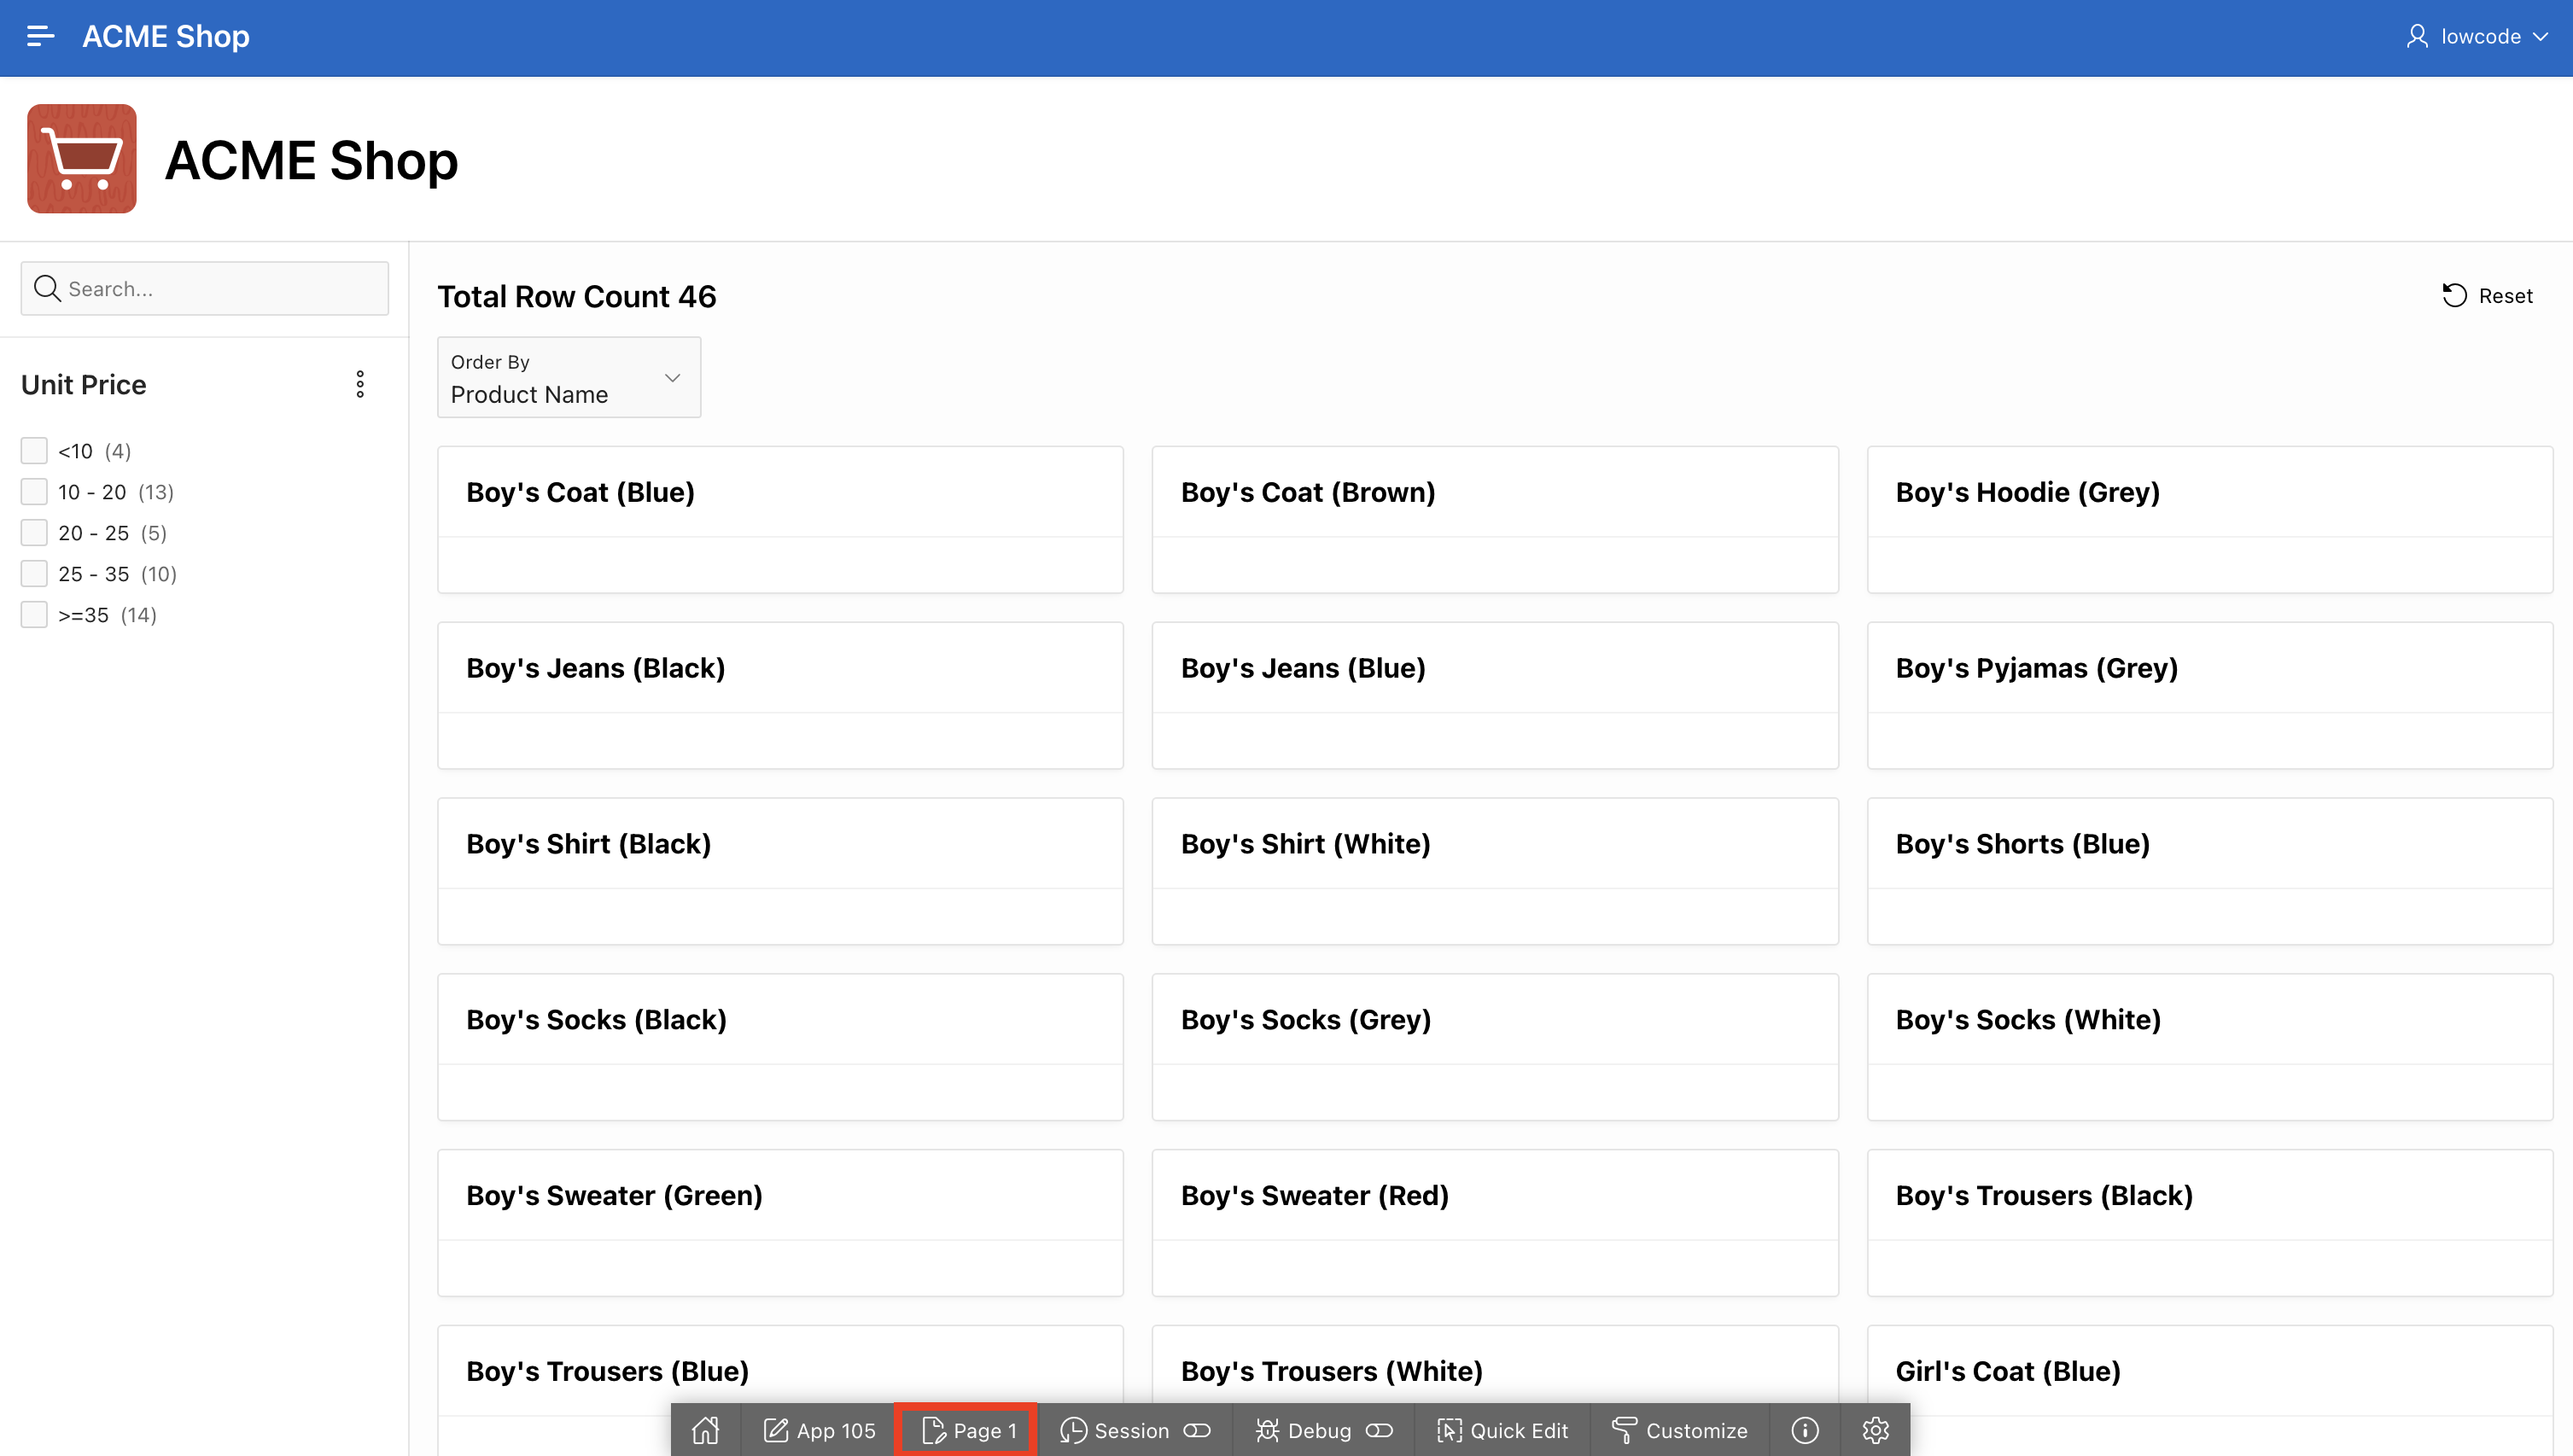 ACME Shop
lowcode
ACME Shop
Search...
Unit Price
<10 (4)
10 - 20 (13)
20 - 25 (5)
25 - 35 (10)
>=35 (14)
Total Row Count 46
Reset
Order By
Product Name
Boy's Coat (Blue)
Boy's Coat (Brown)
Boy's Hoodie (Grey)
Boy's Jeans (Black)
Boy's Jeans (Blue)
Boy's Pyjamas (Grey)
Boy's Shirt (Black)
Boy's Shirt (White)
Boy's Shorts (Blue)
Boy's Socks (Black)
Boy's Socks (Grey)
Boy's Socks (White)
Boy's Sweater (Green)
Boy's Sweater (Red)
Boy's Trousers (Black)
Boy's Trousers (Blue)
Boy's Trousers (White)
Girl's Coat (Blue)
App 105
Page 1
Session
Debug
Quick Edit
Customize